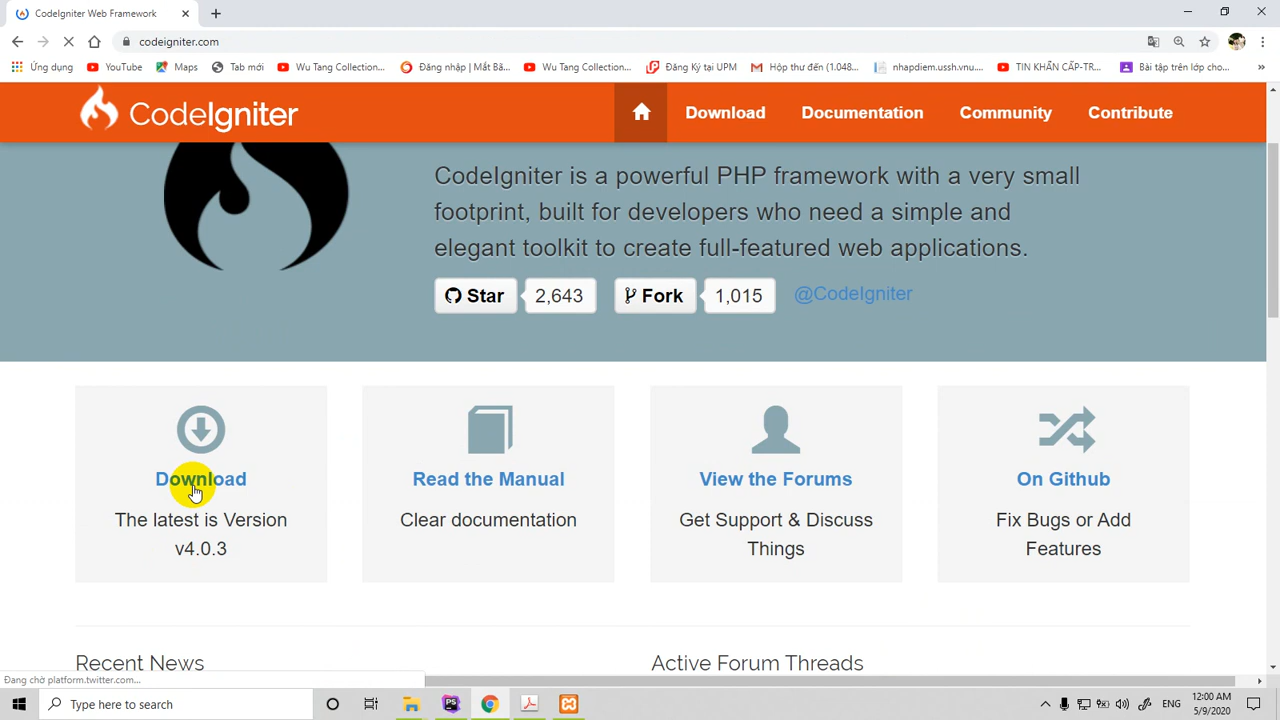 CodeIgniter Web Framework
codeigniter.com
Ứng dụng
YouTube
Maps
Tab mới
Wu Tang Collection...
Đăng nhập | Mắt Bã...
Wu Tang Collection...
Đăng Ký tại UPM
Hộp thư đến (1.048...
nhapdiem.ussh.vnu...
TIN KHẨN CẤP-TR...
Bài tập trên lớp cho...
CodeIgniter
Download
Documentation
Community
Contribute
CodeIgniter is a powerful PHP framework with a very small
footprint, built for developers who need a simple and
elegant toolkit to create full-featured web applications.
Star
2,643
Fork
1,015
@CodeIgniter
Download
The latest is Version
v4.0.3
Read the Manual
Clear documentation
View the Forums
Get Support & Discuss
Things
On Github
Fix Bugs or Add
Features
Recent News
Active Forum Threads
Đang chờ platform.twitter.com...
Type here to search
PS
ENG
12:00 AM
5/9/2020